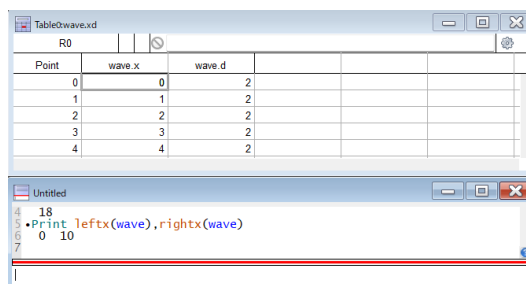 Table0:wave.xd
R0
Point wave.x wave.d
0 0 2
1 1 2
2 2 2
3 3 2
4 4 2
Untitled
4 18
5 •Print leftx(wave),rightx(wave)
6 0 10
7